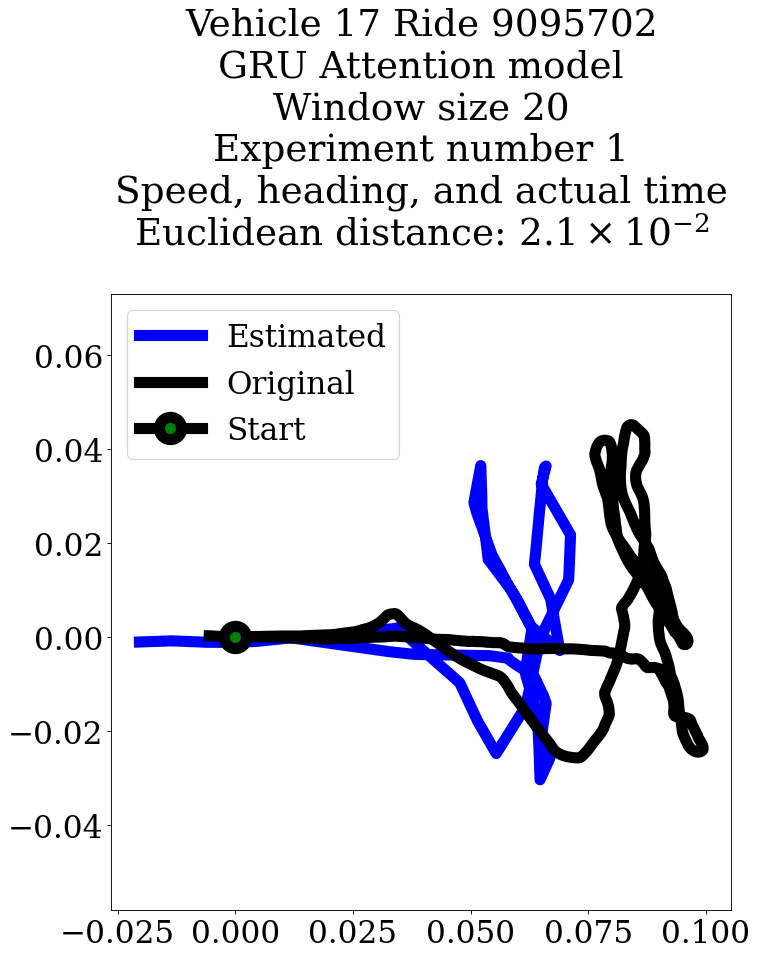 Vehicle 17 Ride 9095702
GRU Attention model
Window size 20
Experiment number 1
Speed, heading, and actual time
Euclidean distance: 2.1 × 10⁻²
Estimated
Original
Start
0.06
0.04
0.02
0.00
−0.02
−0.04
−0.025 0.000 0.025 0.050 0.075 0.100